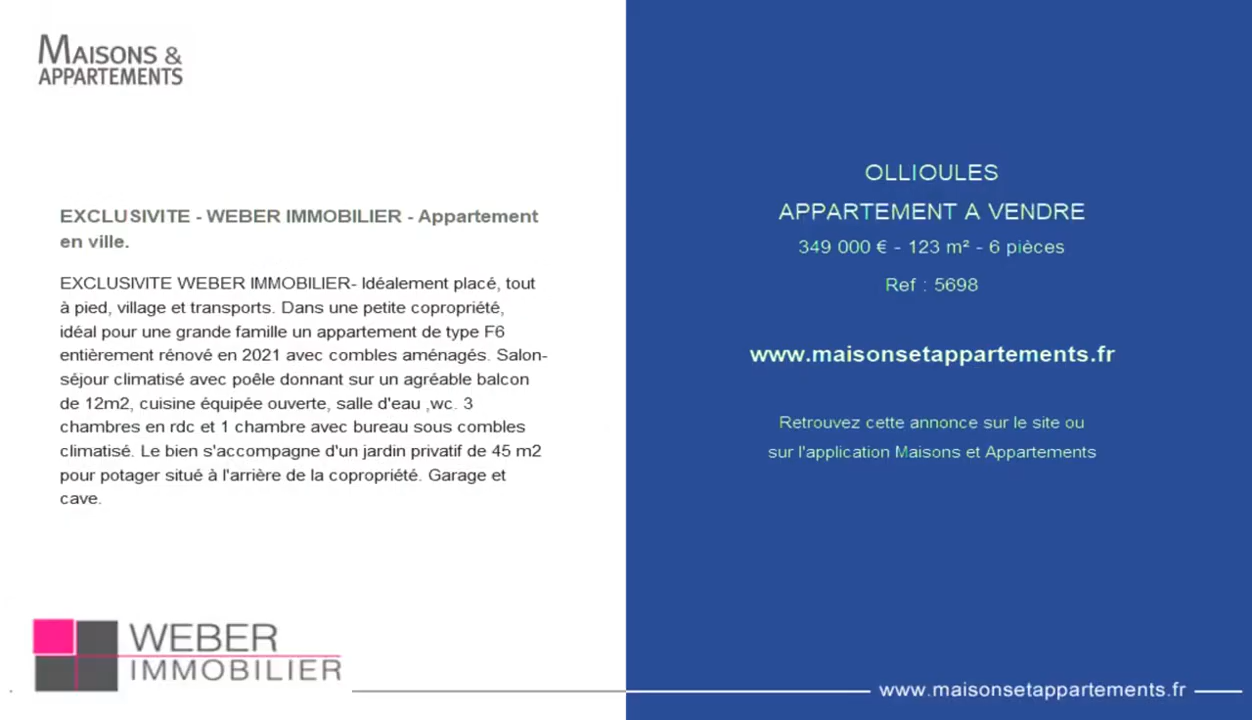 MAISONS &
APPARTEMENTS
EXCLUSIVITE - WEBER IMMOBILIER - Appartement
en ville.
EXCLUSIVITE WEBER IMMOBILIER- Idéalement placé, tout
à pied, village et transports. Dans une petite copropriété,
idéal pour une grande famille un appartement de type F6
entièrement rénové en 2021 avec combles aménagés. Salon-
séjour climatisé avec poêle donnant sur un agréable balcon
de 12m2, cuisine équipée ouverte, salle d'eau ,wc. 3
chambres en rdc et 1 chambre avec bureau sous combles
climatisé. Le bien s'accompagne d'un jardin privatif de 45 m2
pour potager situé à l'arrière de la copropriété. Garage et
cave.
WEBER
IMMOBILIER
OLLIOULES
APPARTEMENT A VENDRE
349 000 € - 123 m² - 6 pièces
Ref : 5698
www.maisonsetappartements.fr
Retrouvez cette annonce sur le site ou
sur l'application Maisons et Appartements
www.maisonsetappartements.fr